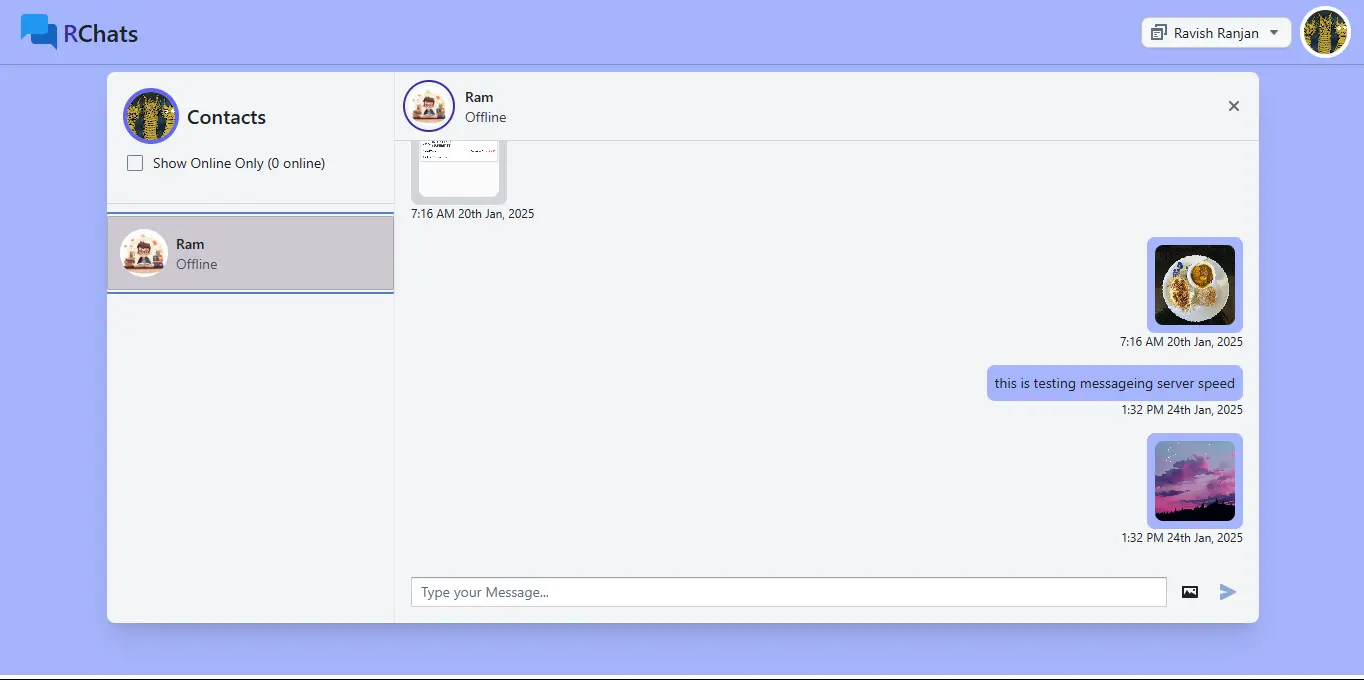 RChats
Ravish Ranjan
Contacts
Show Online Only (0 online)
Ram
Offline
Ram
Offline
7:16 AM 20th Jan, 2025
7:16 AM 20th Jan, 2025
this is testing messageing server speed
1:32 PM 24th Jan, 2025
1:32 PM 24th Jan, 2025
Type your Message...